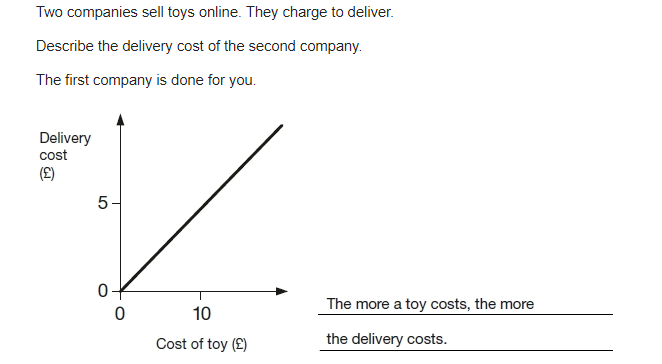 Two companies sell toys online. They charge to deliver.
Describe the delivery cost of the second company.
The first company is done for you.
Delivery
cost
(£)
5
0
0
10
Cost of toy (£)
The more a toy costs, the more
the delivery costs.